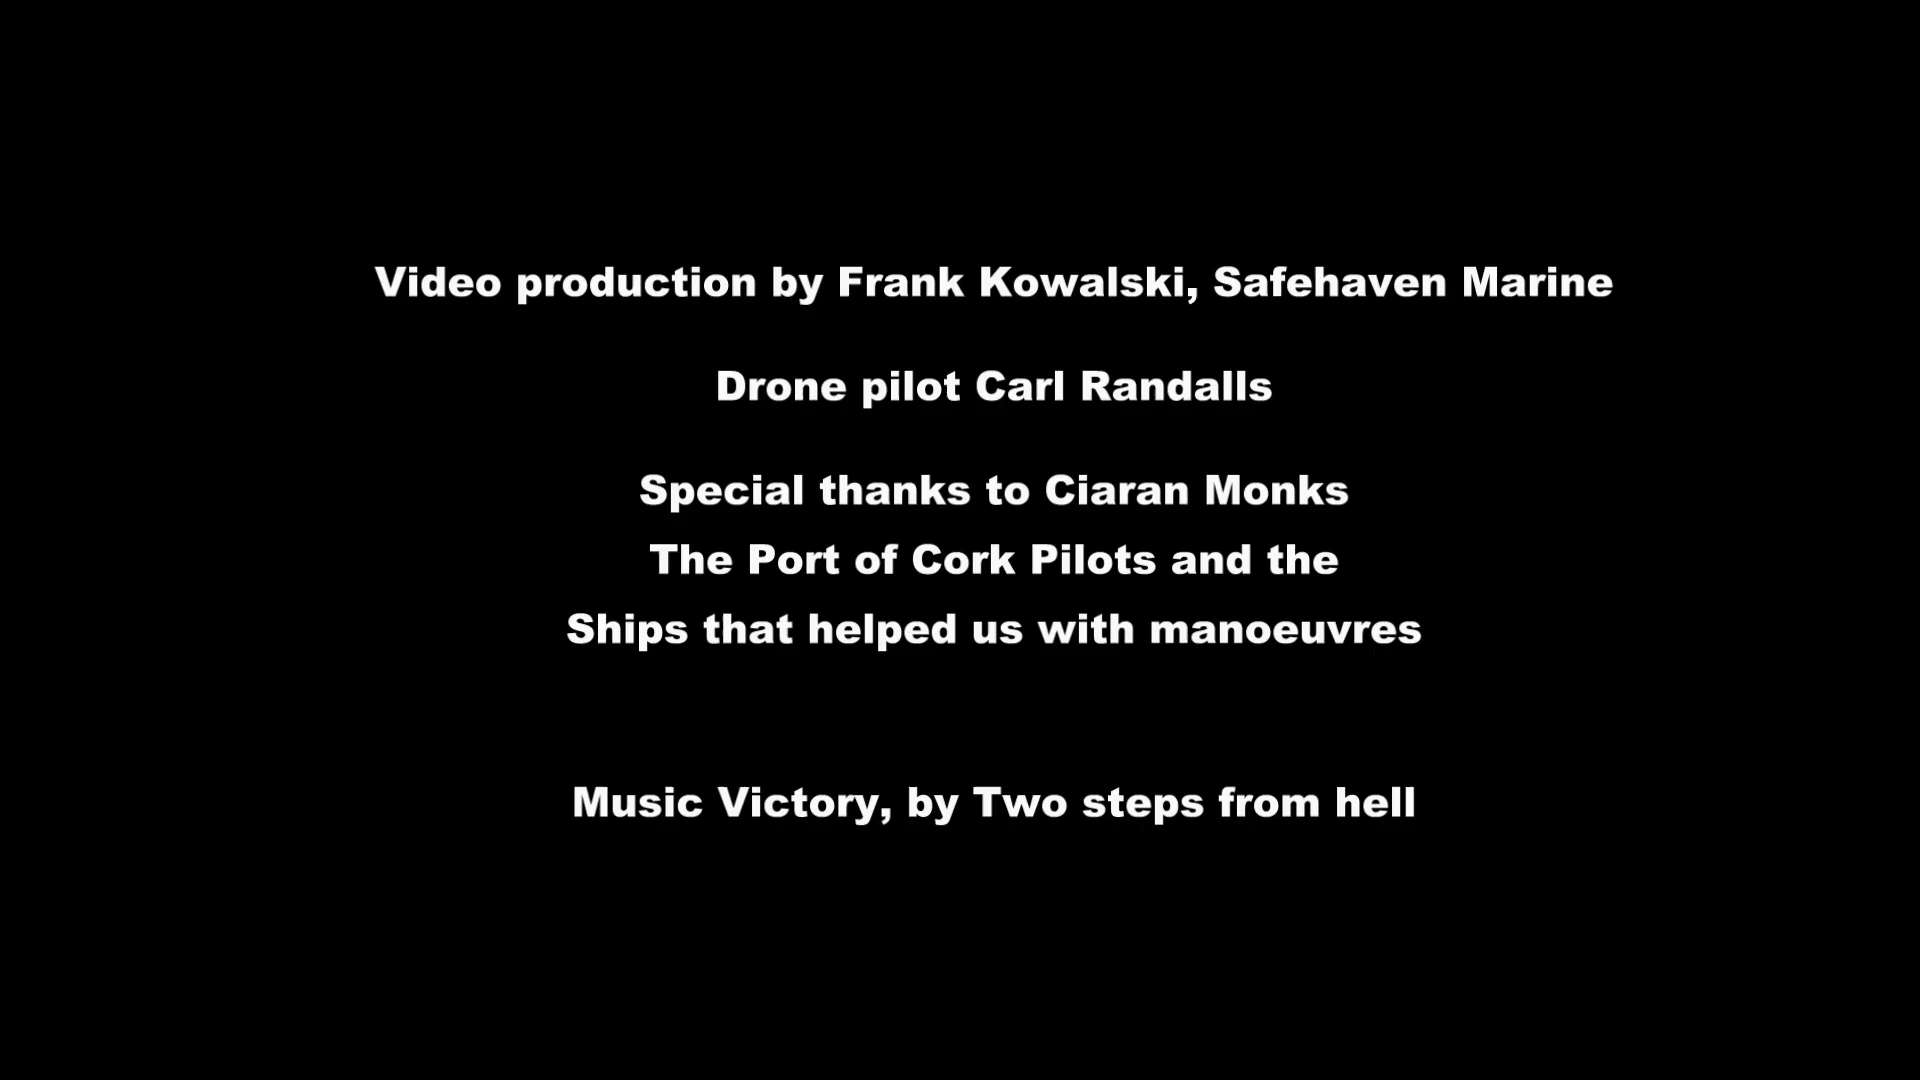 Video production by Frank Kowalski, Safehaven Marine
Drone pilot Carl Randalls
Special thanks to Ciaran Monks
The Port of Cork Pilots and the
Ships that helped us with manoeuvres
Music Victory, by Two steps from hell